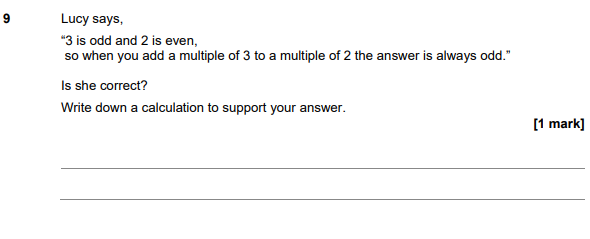 9 Lucy says,
“3 is odd and 2 is even,
so when you add a multiple of 3 to a multiple of 2 the answer is always odd.”
Is she correct?
Write down a calculation to support your answer.
[1 mark]